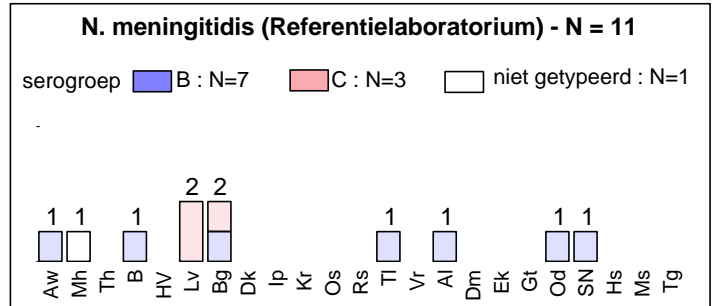 N. meningitidis (Referentielaboratorium) - N = 11
serogroep B : N=7 C : N=3 niet getypeerd : N=1
-
2 2
1 1 1 1 1 1 1
Aw Mh Th B HV Lv Bg Dk Ip Kr Os Rs Tl Vr Al Dm Ek Gt Od SN Hs Ms Tg